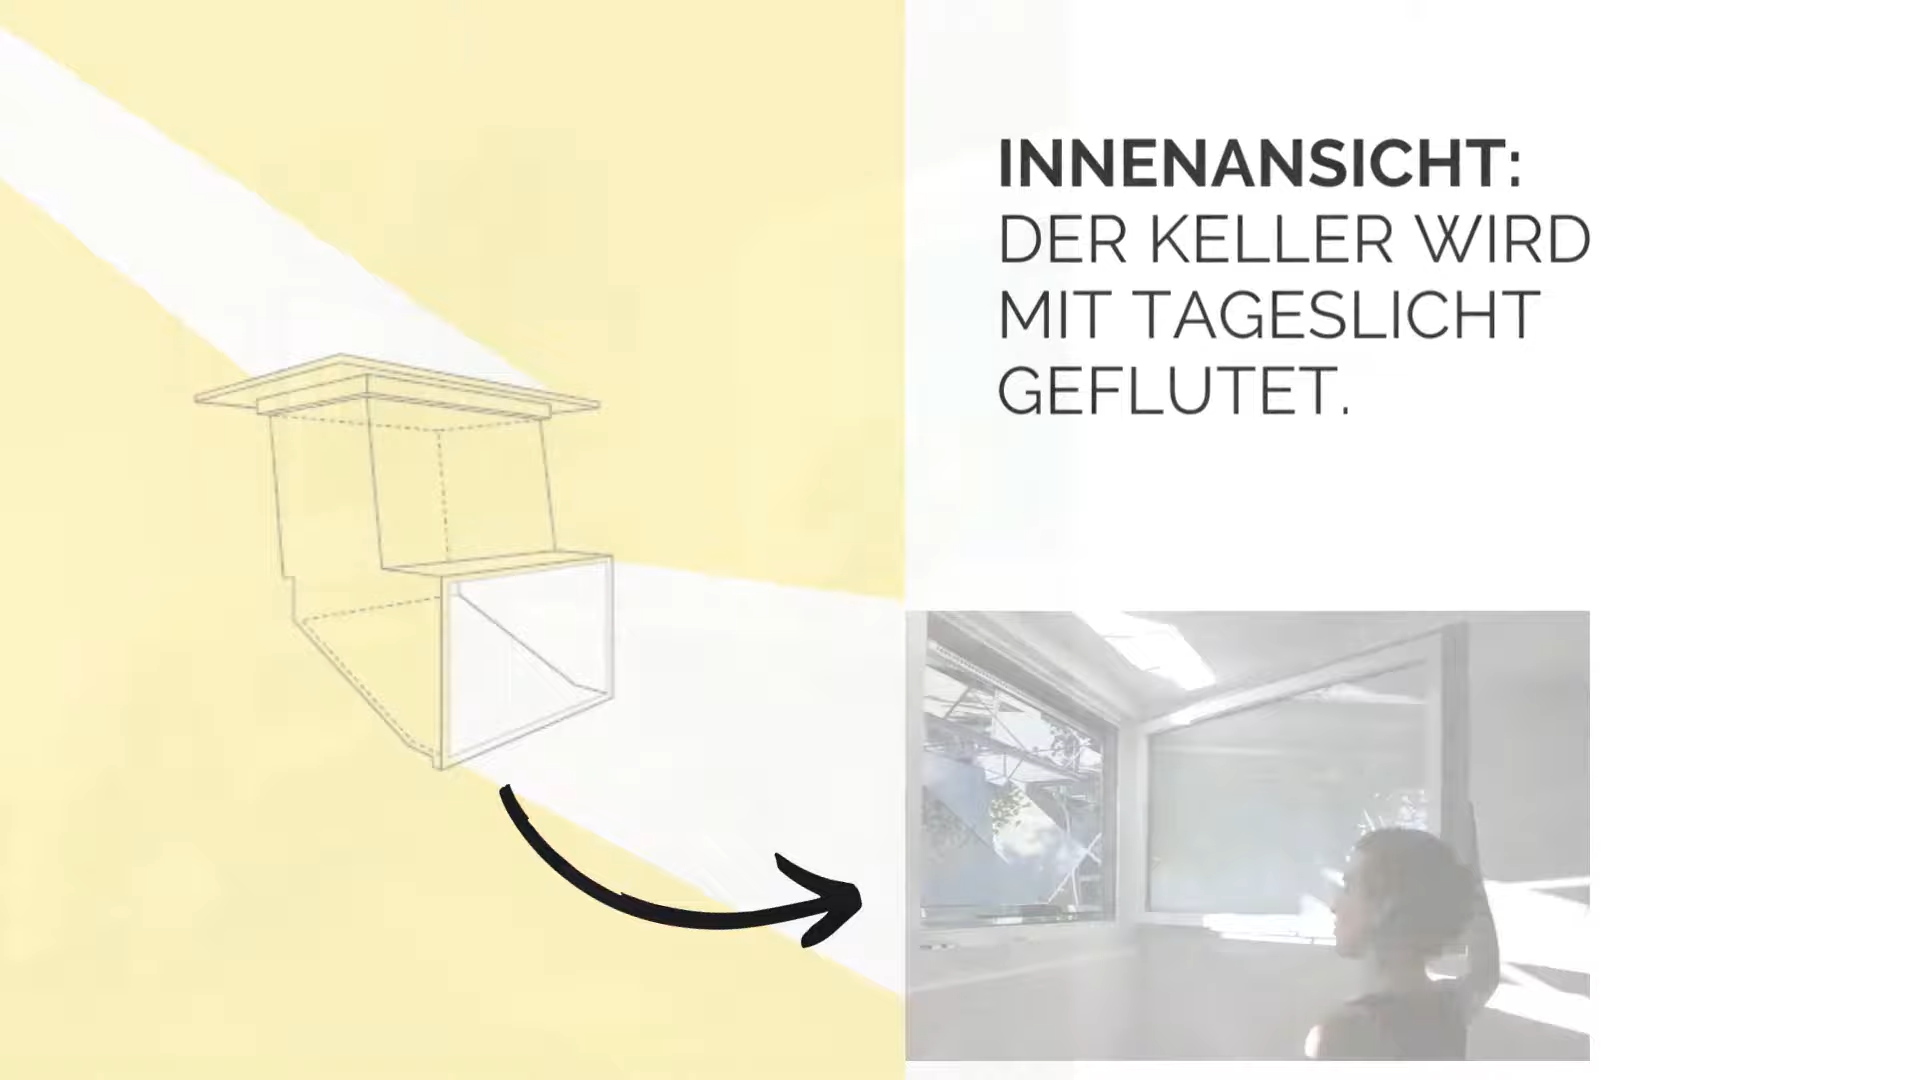 INNENANSICHT:
DER KELLER WIRD
MIT TAGESLICHT
GEFLUTET.